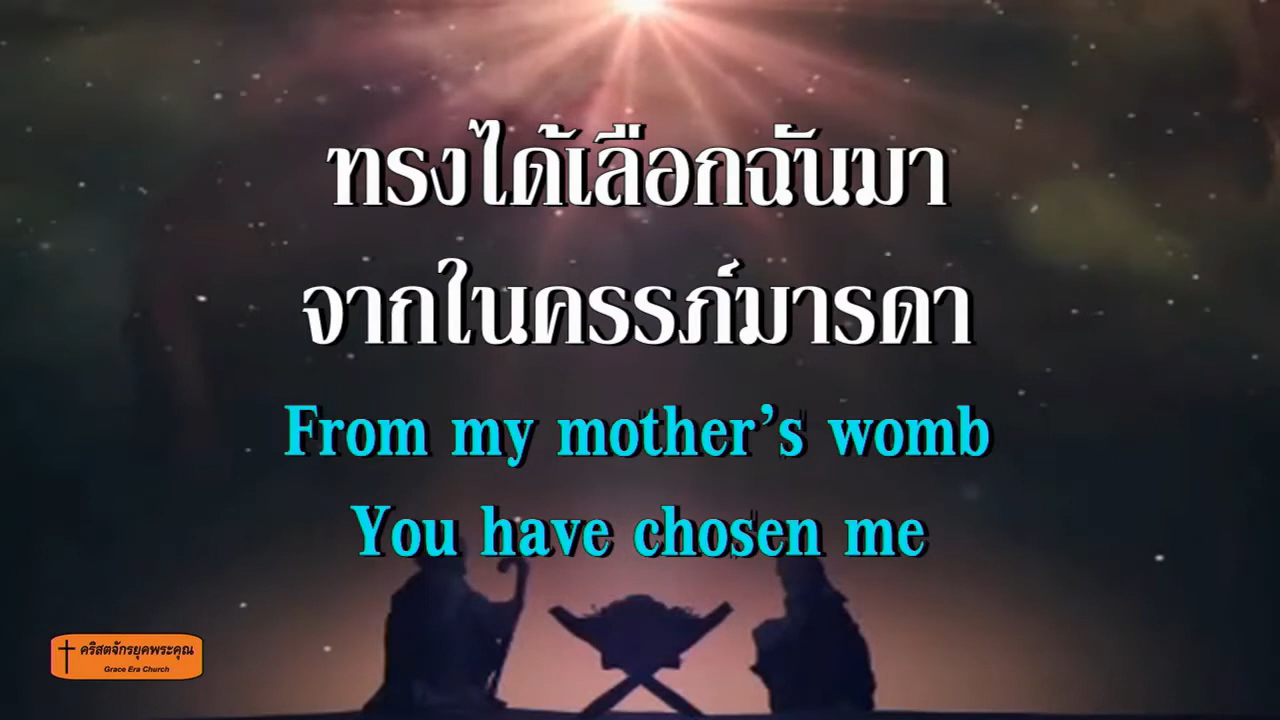 ทรงได้เลือกฉันมา
จากในครรภ์มารดา
From my mother’s womb
You have chosen me
คริสตจักรยุคพระคุณ
Grace Era Church